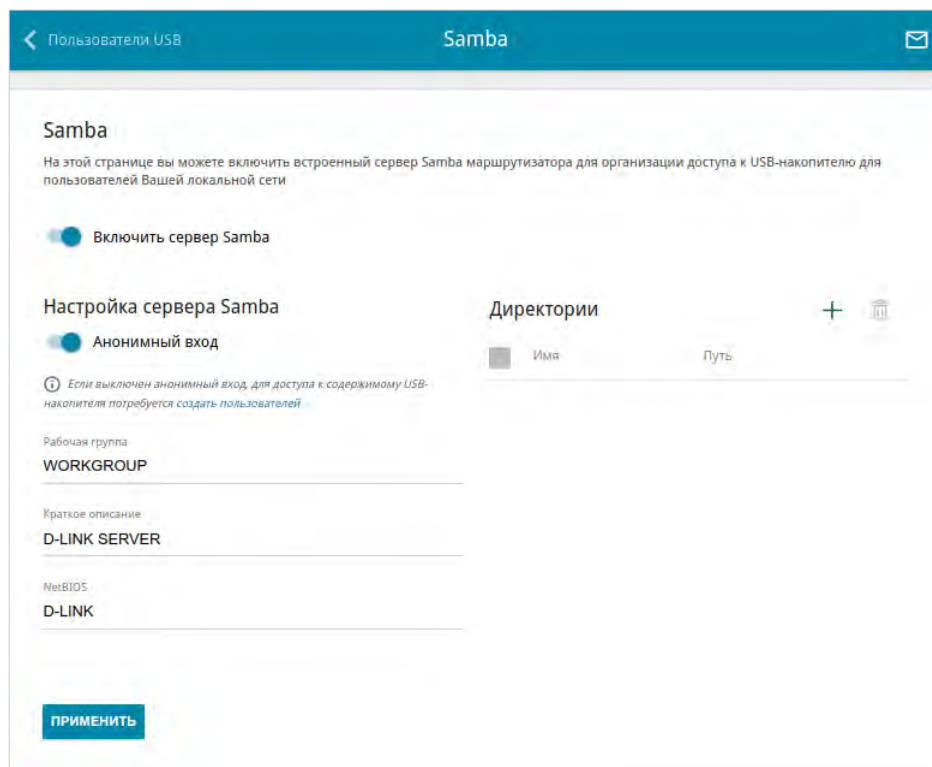 Пользователи USB
Samba
Samba
На этой странице вы можете включить встроенный сервер Samba маршрутизатора для организации доступа к USB-накопителю для
пользователей Вашей локальной сети
Включить сервер Samba
Настройка сервера Samba
Анонимный вход
Если выключен анонимный вход, для доступа к содержимому USB-
накопителя потребуется создать пользователей
Рабочая группа
WORKGROUP
Краткое описание
D-LINK SERVER
NetBIOS
D-LINK
ПРИМЕНИТЬ
Директории
Имя Путь